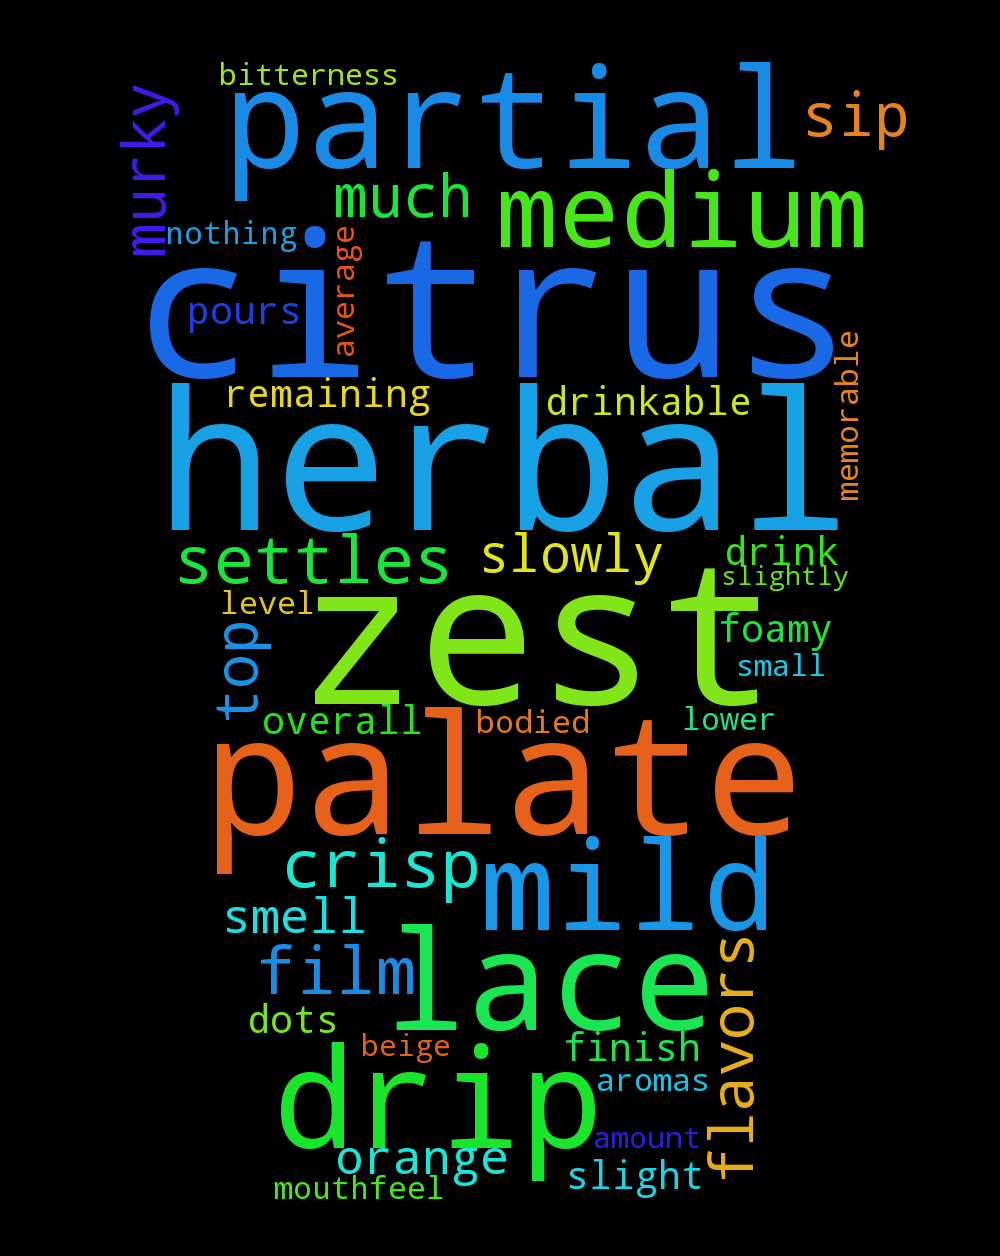 bitterness
partial
sip
murky
much
medium
nothing
average
citrus
pours
memorable
remaining
drinkable
herbal
settles
slowly
drink
slightly
level
zest
top
foamy
small
overall
bodied
lower
palate
crisp
mild
smell
film
lace
flavors
dots
beige
finish
drip
aromas
amount
orange
slight
mouthfeel